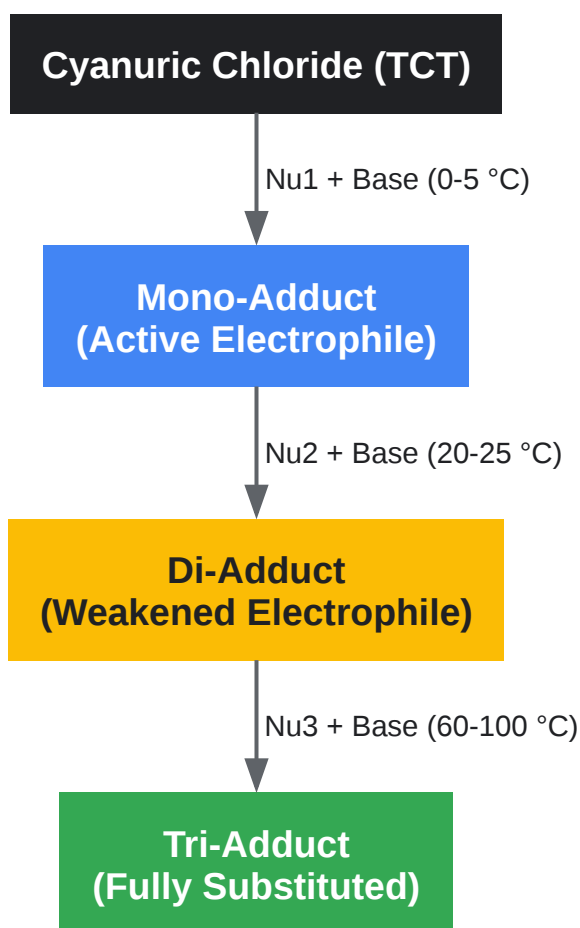 Cyanuric Chloride (TCT)
Nu1 + Base (0-5 °C)
Mono-Adduct
(Active Electrophile)
Nu2 + Base (20-25 °C)
Di-Adduct
(Weakened Electrophile)
Nu3 + Base (60-100 °C)
Tri-Adduct
(Fully Substituted)